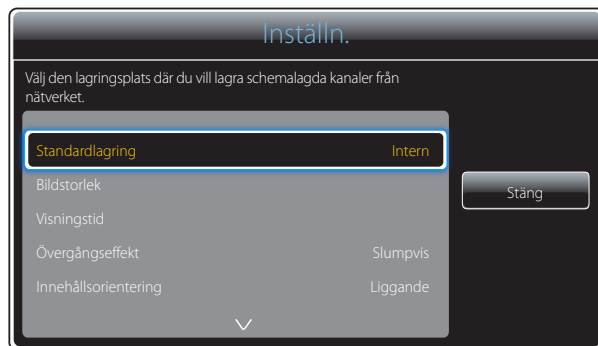 Inställn.
Välj den lagringsplats där du vill lagra schemalagda kanaler från
nätverket.
Standardlagring Intern
Bildstorlek
Stäng
Visningstid
Övergångseffekt Slumpvis
Innehållsorientering Liggande